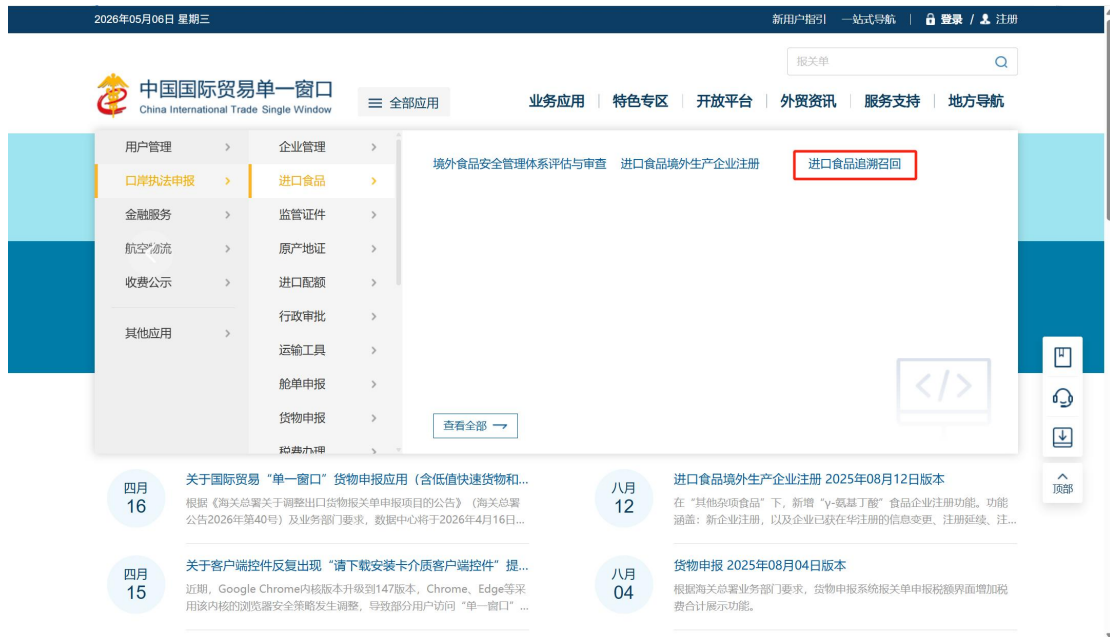 2026年05月06日 星期三
新用户指引 一站式导航 | 登录 / 注册
报关单
中国国际贸易单一窗口
China International Trade Single Window
全部应用
业务应用 | 特色专区 | 开放平台 | 外贸资讯 | 服务支持 | 地方导航
用户管理
口岸执法申报
金融服务
航空物流
收费公示
其他应用
企业管理
进口食品
监管证件
原产地证
进口配额
行政审批
运输工具
舱单申报
货物申报
税费办理
境外食品安全管理体系评估与审查 进口食品境外生产企业注册 进口食品追溯召回
查看全部
顶部
四月
16
关于国际贸易“单一窗口”货物申报应用（含低值快速货物和...
根据《海关总署关于调整出口货物报关单申报项目的公告》（海关总署
公告2026年第40号）及业务部门要求，数据中心将于2026年4月16日...
八月
12
进口食品境外生产企业注册 2025年08月12日版本
在“其他杂项食品”下，新增“γ-氨基丁酸”食品企业注册功能。功能
涵盖：新企业注册，以及企业已获在华注册的信息变更、注册延续、注...
四月
15
关于客户端控件反复出现“请下载安装卡介质客户端控件”提...
近期，Google Chrome内核版本升级到147版本，Chrome、Edge等采
用该内核的浏览器安全策略发生调整，导致部分用户访问“单一窗口”...
八月
04
货物申报 2025年08月04日版本
根据海关总署业务部门要求，货物申报系统报关单申报税额界面增加税
费合计展示功能。